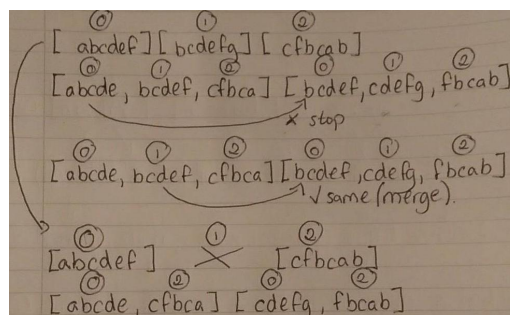 ⓪ ① ②
[ abcdef] [ bcdefg] [ cfbcab]
⓪ ① ② ⓪ ① ②
[abcde, bcdef, cfbca] [bcdef, cdefg, fbcab]
× stop
⓪ ① ② ⓪ ① ②
[abcde, bcdef, cfbca] [bcdef, cdefg, fbcab]
√ same (merge).
⓪ ① ②
[abcdef ] × [cfbcab]
⓪ ② ⓪ ②
[abcde, cfbca] [cdefg, fbcab]